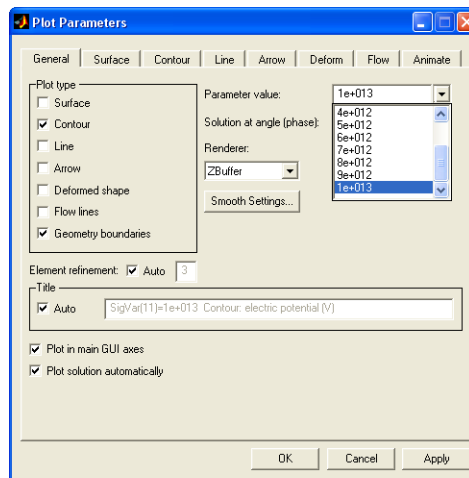 Plot Parameters
General Surface Contour Line Arrow Deform Flow Animate
Plot type
Surface
Contour
Line
Arrow
Deformed shape
Flow lines
Geometry boundaries
Parameter value: 1e+013
4e+012
5e+012
6e+012
7e+012
8e+012
9e+012
1e+013
Solution at angle (phase):
Renderer:
ZBuffer
Smooth Settings...
Element refinement: Auto 3
Title
Auto SigVar(11)=1e+013 Contour: electric potential (V)
Plot in main GUI axes
Plot solution automatically
OK Cancel Apply